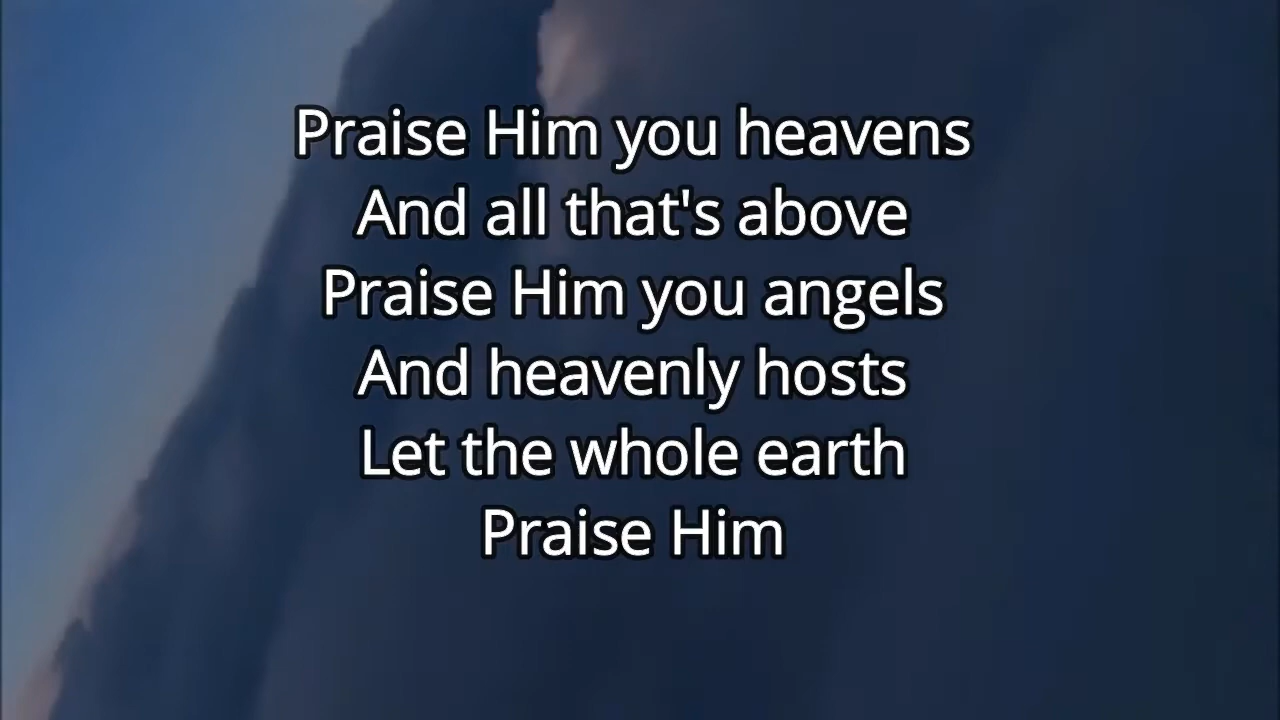 Praise Him you heavens
And all that's above
Praise Him you angels
And heavenly hosts
Let the whole earth
Praise Him